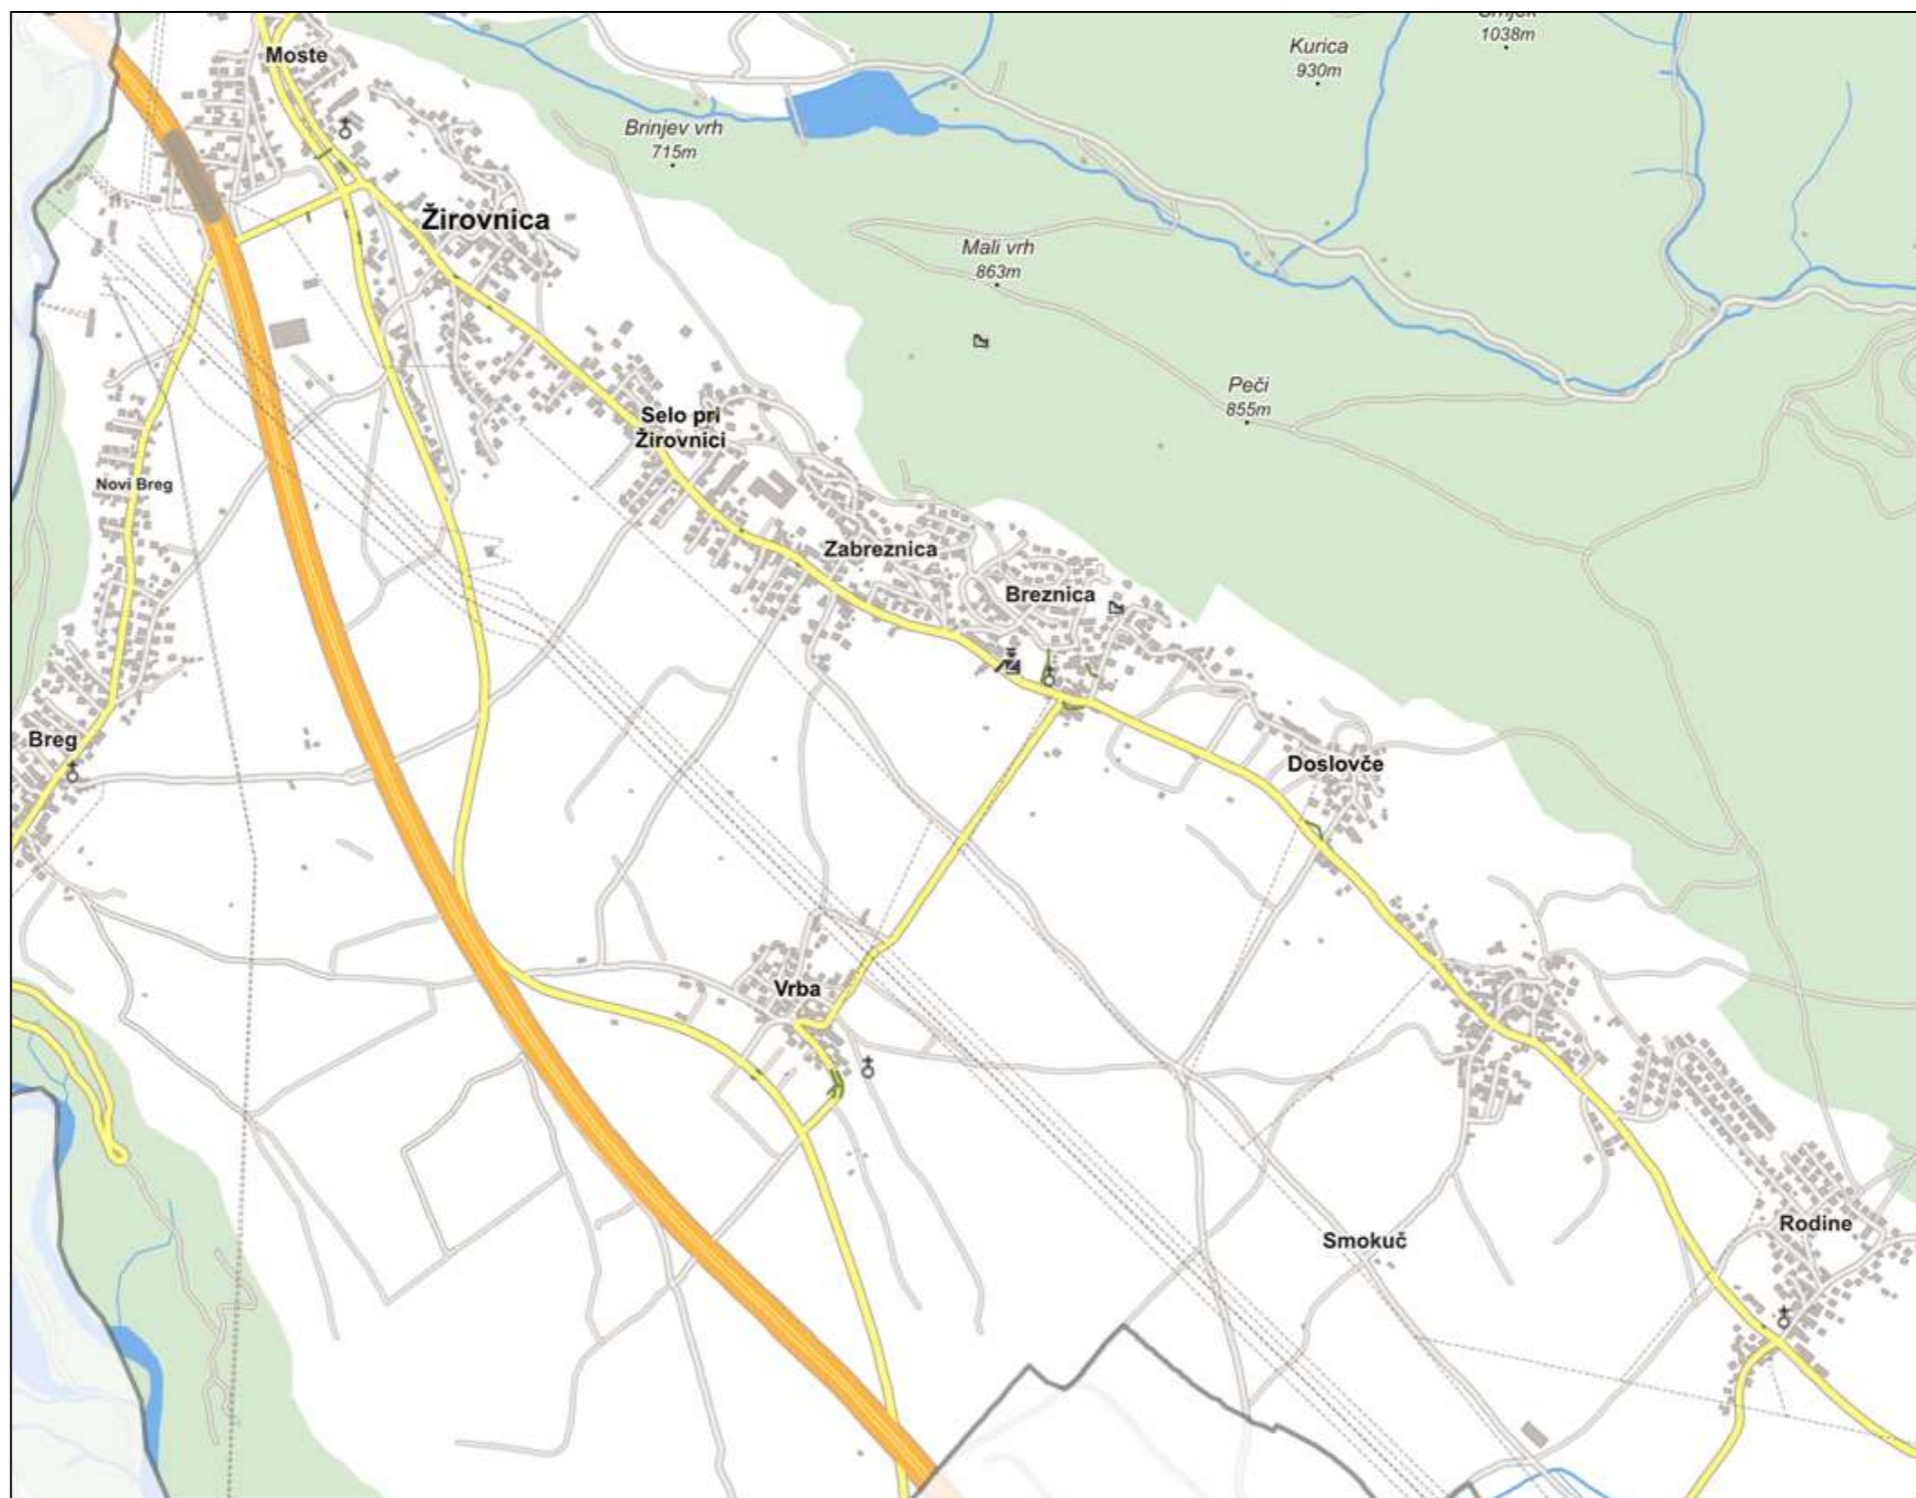 Moste
Kurica
930m
1038m
Brinjev vrh
715m
Žirovnica
Mali vrh
863m
Peči
855m
Selo pri
Žirovnici
Novi Breg
Zabreznica
Breznica
Breg
Doslovče
Vrba
Smokuč
Rodine